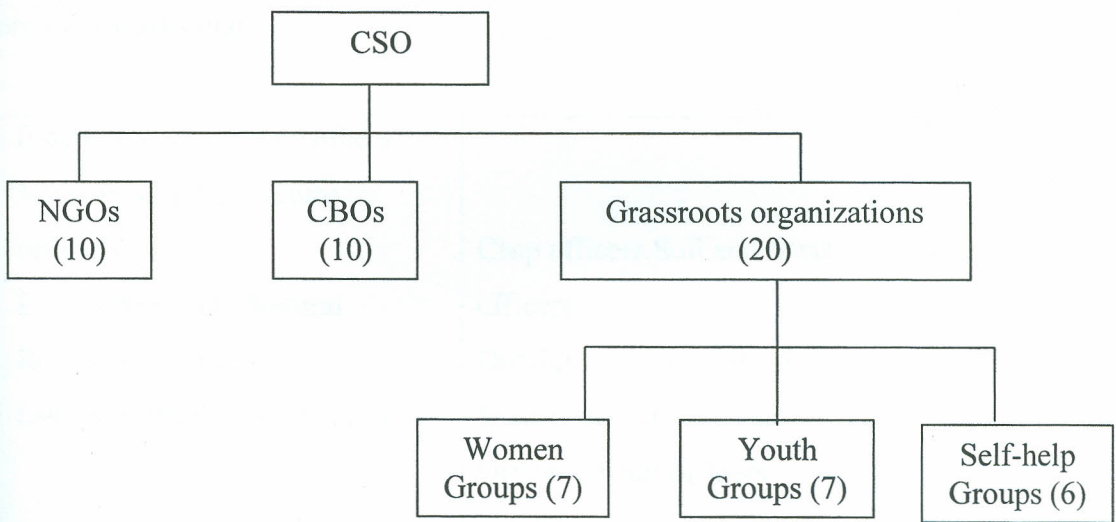 CSO
NGOs
(10)
CBOs
(10)
Grassroots organizations
(20)
Women
Groups (7)
Youth
Groups (7)
Self-help
Groups (6)